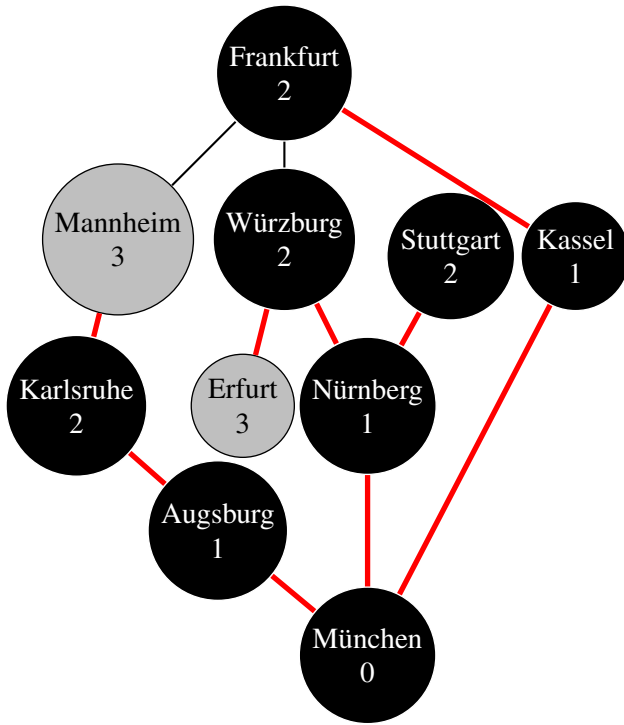 Frankfurt
2
Mannheim
3
Würzburg
2
Stuttgart
2
Kassel
1
Karlsruhe
2
Erfurt
3
Nürnberg
1
Augsburg
1
München
0